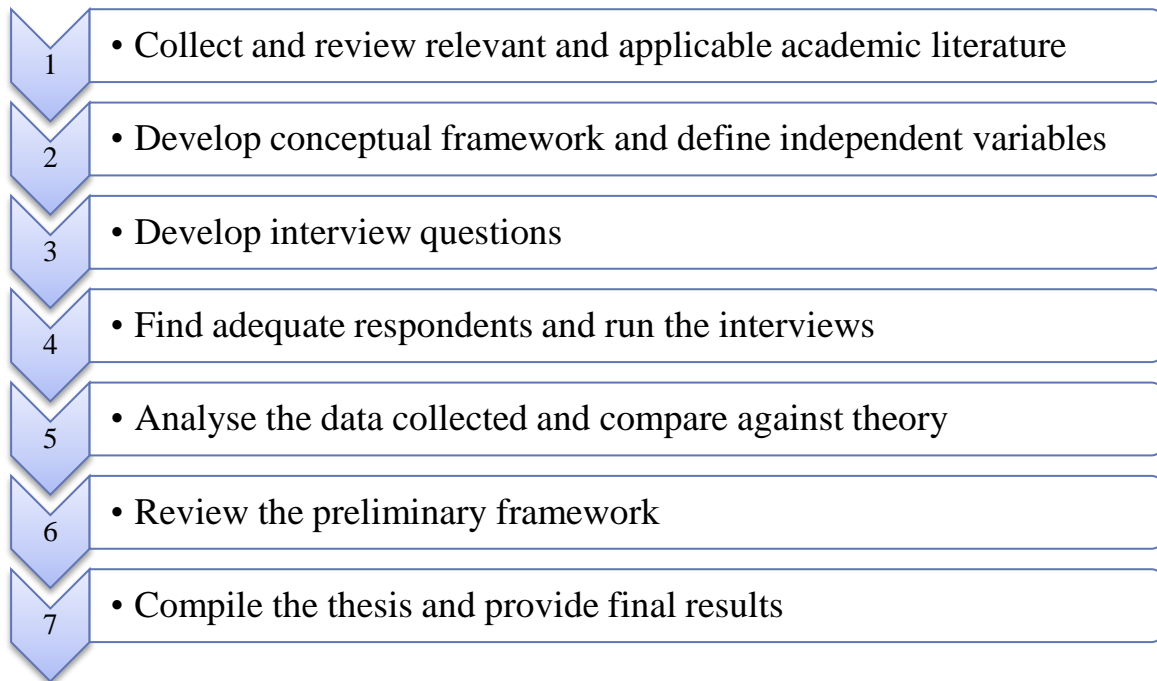 1 • Collect and review relevant and applicable academic literature
2 • Develop conceptual framework and define independent variables
3 • Develop interview questions
4 • Find adequate respondents and run the interviews
5 • Analyse the data collected and compare against theory
6 • Review the preliminary framework
7 • Compile the thesis and provide final results